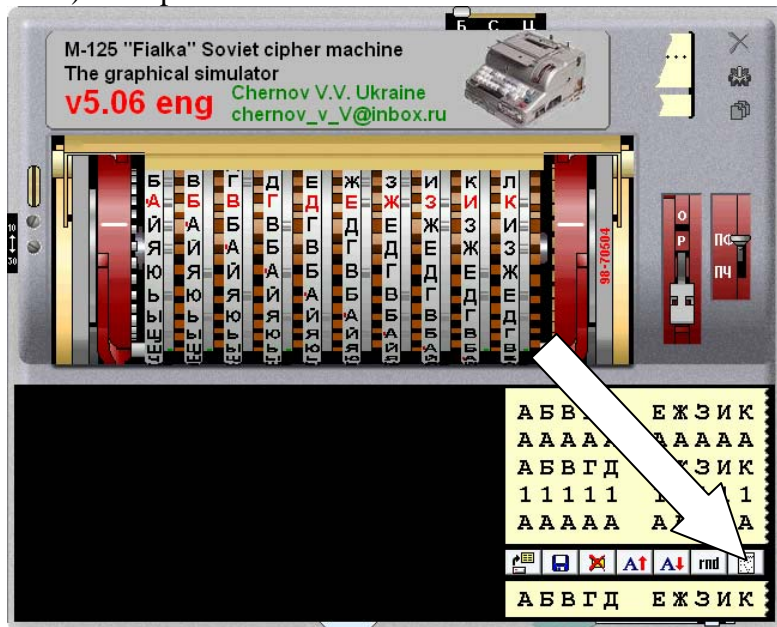 Б С Ц
M-125 "Fialka" Soviet cipher machine
The graphical simulator
v5.06 eng
Chernov V.V. Ukraine
chernov_v_V@inbox.ru
...
Б В Г Д Е Ж З И К Л
А Б В Г Д Е Ж З И К
Й А Б В Г Д Е Ж З И
Я Й А Б В Г Д Е Ж З
Ю Я Й А Б В Г Д Е Ж
Ь Ю Я Й А Б В Г Д Е
Ы Ь Ю Я Й А Б В Г Д
10
30
98-70504
О
Р
ПФ
ПЧ
А Б В Г Е Ж З И К
А А А А А А А А А
А Б В Г Д З И К
1 1 1 1 1 1 1
А А А А А А А
А А rnd
А Б В Г Д Е Ж З И К